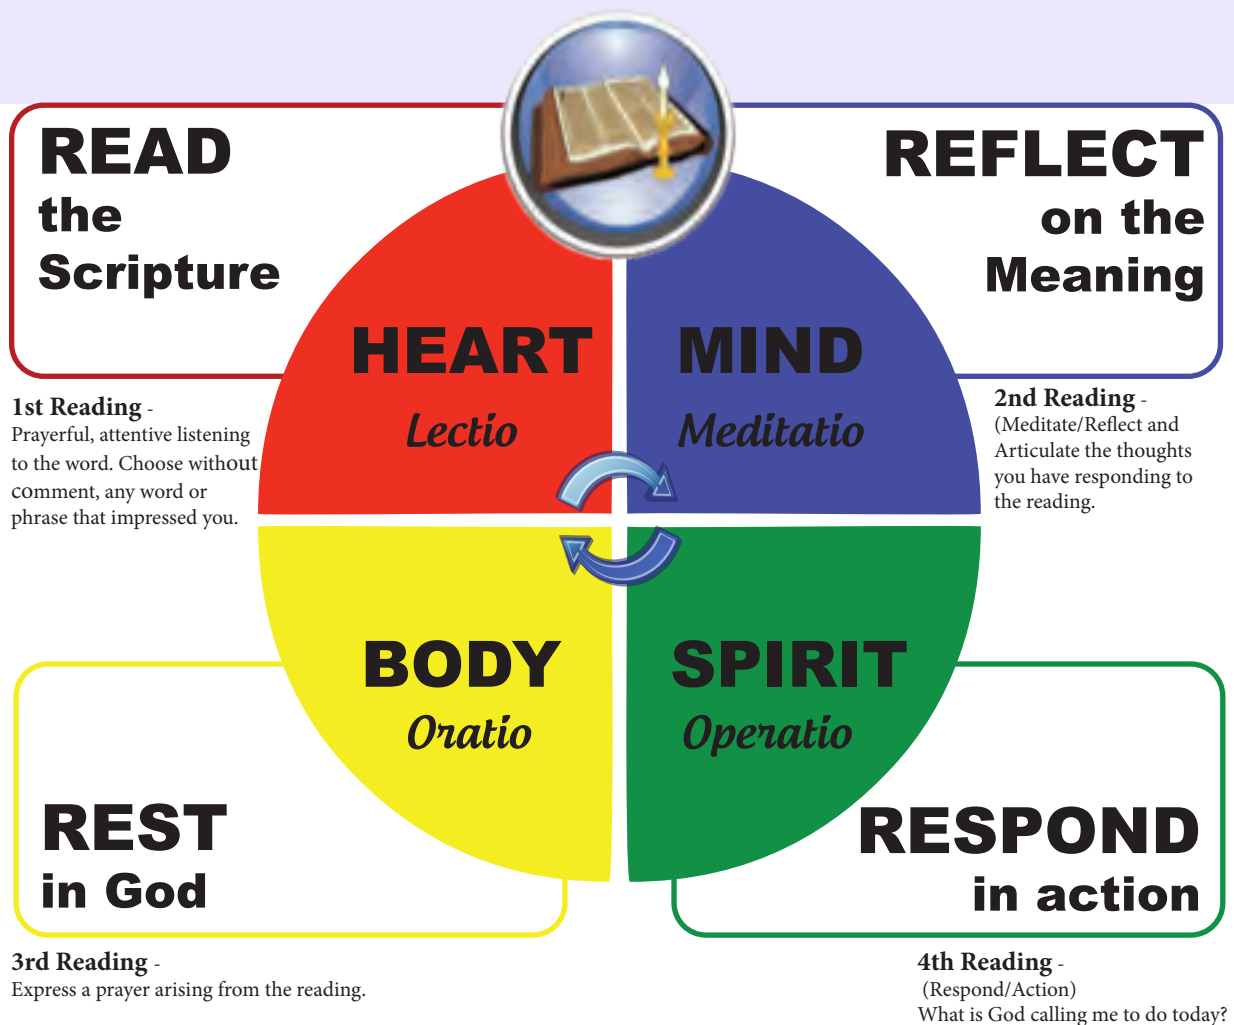 READ
the
Scripture
REFLECT
on the
Meaning
HEART
Lectio
MIND
Meditatio
1st Reading -
Prayerful, attentive listening
to the word. Choose without
comment, any word or
phrase that impressed you.
2nd Reading -
(Meditate/Reflect and
Articulate the thoughts
you have responding to
the reading.
BODY
Oratio
SPIRIT
Operatio
REST
in God
RESPOND
in action
3rd Reading -
Express a prayer arising from the reading.
4th Reading -
(Respond/Action)
What is God calling me to do today?